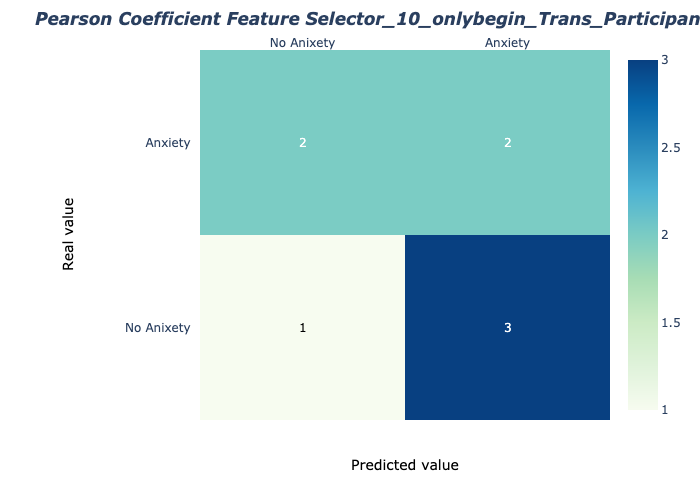 Pearson Coefficient Feature Selector_10_onlybegin_Trans_Participan
No Anixety Anxiety
3
Anxiety 2 2
2.5
Real value
2
1.5
No Anixety 1 3
1
Predicted value